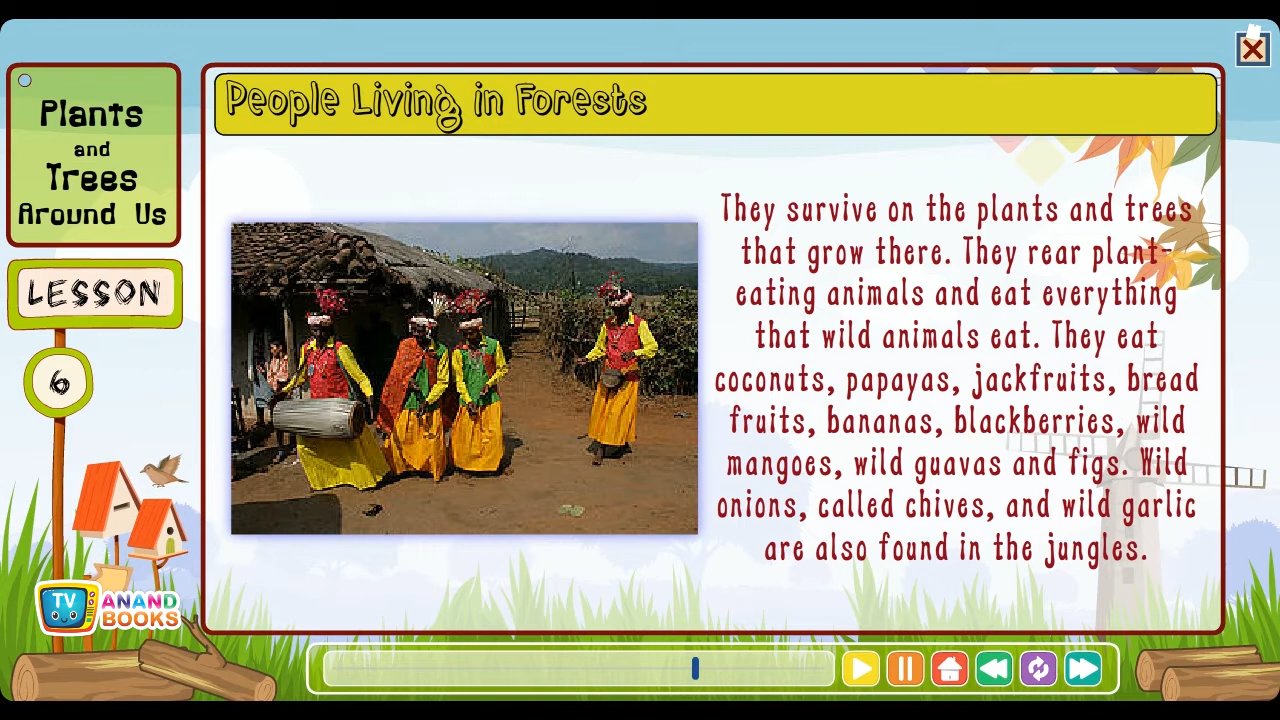 People Living in Forests
Plants
and
Trees
Around Us
LESSON
6
They survive on the plants and trees
that grow there. They rear plant-
eating animals and eat everything
that wild animals eat. They eat
coconuts, papayas, jackfruits, bread
fruits, bananas, blackberries, wild
mangoes, wild guavas and figs. Wild
onions, called chives, and wild garlic
are also found in the jungles.
TV
ANAND
BOOKS